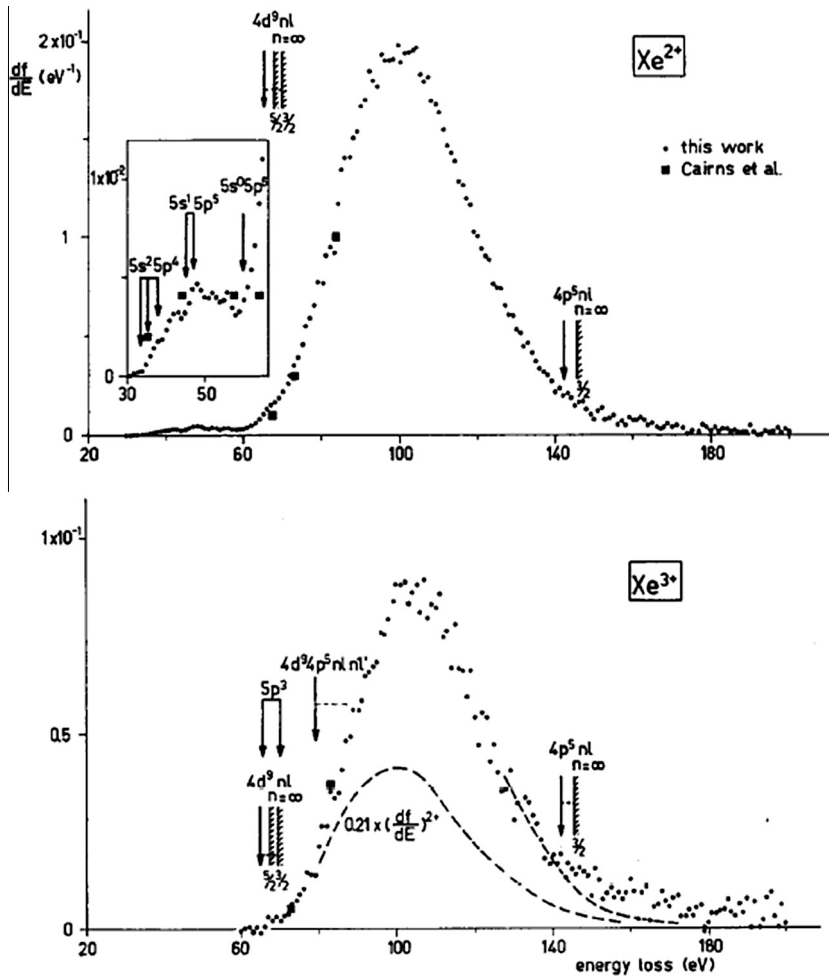 4d⁹nl
n=∞
5/2 3/2
Xe²⁺
df/dE (eV⁻¹)
2x10⁻¹
1
0
• this work
■ Cairns et al.
1x10⁻²
0
5s²5p⁴
5s¹5p⁵
5s⁰5p⁶
30 50
4p⁵nl
n=∞
3/2
20 60 100 140 180
Xe³⁺
1x10⁻¹
0.5
0
5p³
4d⁹nl
n=∞
5/2 3/2
4d⁹4p⁵nl nl'
0.21x(df/dE)²⁺
4p⁵nl
n=∞
3/2
20 60 100 140 180
energy loss (eV)